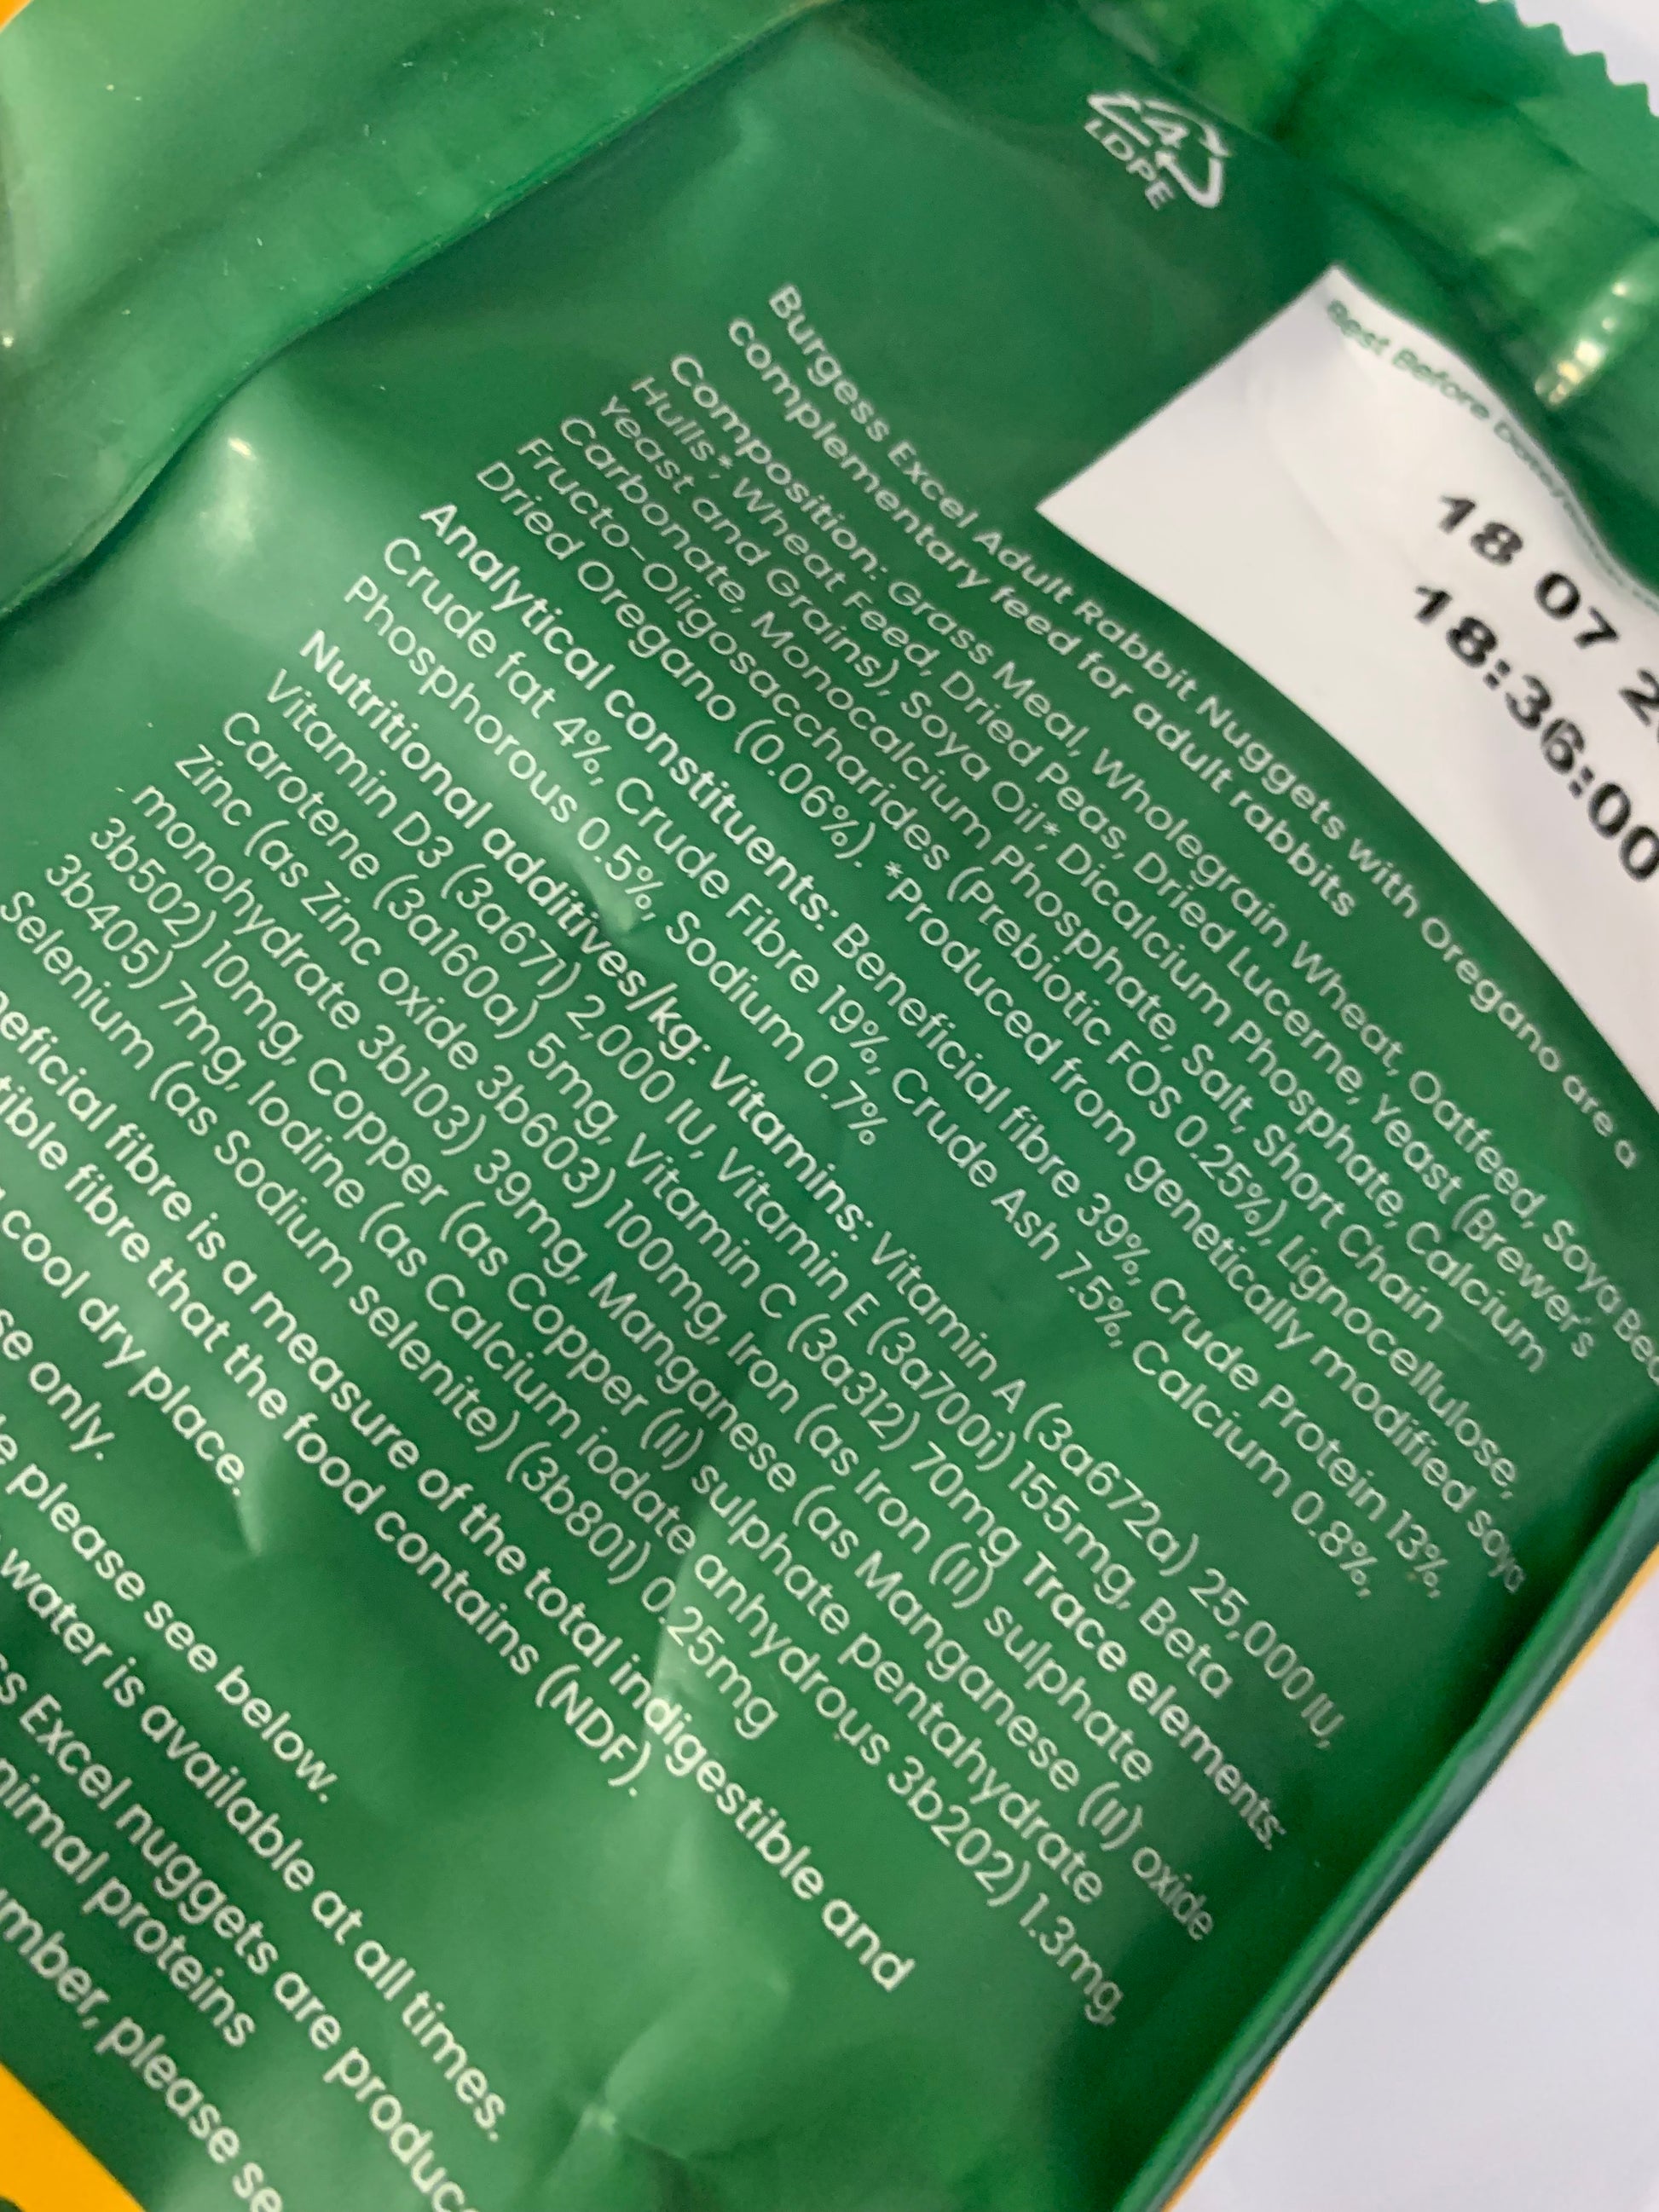 4
LDPE
Best Before Date/
18 07 2
18:36:00
Burgess Excel Adult Rabbit Nuggets with Oregano are a
complementary feed for adult rabbits
Composition: Grass Meal, Wholegrain Wheat, Oatfeed, Soya Bea
Hulls*, Wheat Feed, Dried Peas, Dried Lucerne, Yeast (Brewer's
Yeast and Grains), Soya Oil*, Dicalcium Phosphate, Calcium
Carbonate, Monocalcium Phosphate, Salt, Short Chain
Fructo-Oligosaccharides (Prebiotic FOS 0.25%), Lignocellulose,
Dried Oregano (0.06%). *Produced from genetically modified soya
Analytical constituents: Beneficial fibre 39%, Crude Protein 13%,
Crude fat 4%, Crude Fibre 19%, Crude Ash 7.5%, Calcium 0.8%,
Phosphorous 0.5%, Sodium 0.7%
Nutritional additives/kg: Vitamins: Vitamin A (3a672a) 25,000 IU,
Vitamin D3 (3a671) 2,000 IU, Vitamin E (3a700i) 155mg, Beta
Carotene (3a160a) 5mg, Vitamin C (3a312) 70mg Trace elements:
Zinc (as Zinc oxide 3b603) 100mg, Iron (as Iron (II) sulphate
monohydrate 3b103) 39mg, Manganese (as Manganese (II) oxide
3b502) 10mg, Copper (as Copper (II) sulphate pentahydrate
3b405) 7mg, Iodine (as Calcium iodate anhydrous 3b202) 1.3mg,
Selenium (as Sodium selenite) (3b801) 0.25mg
neficial fibre is a measure of the total indigestible and
tible fibre that the food contains (NDF).
cool dry place.
se only.
e please see below.
water is available at all times.
ss Excel nuggets are produc
nimal proteins
umber, please se